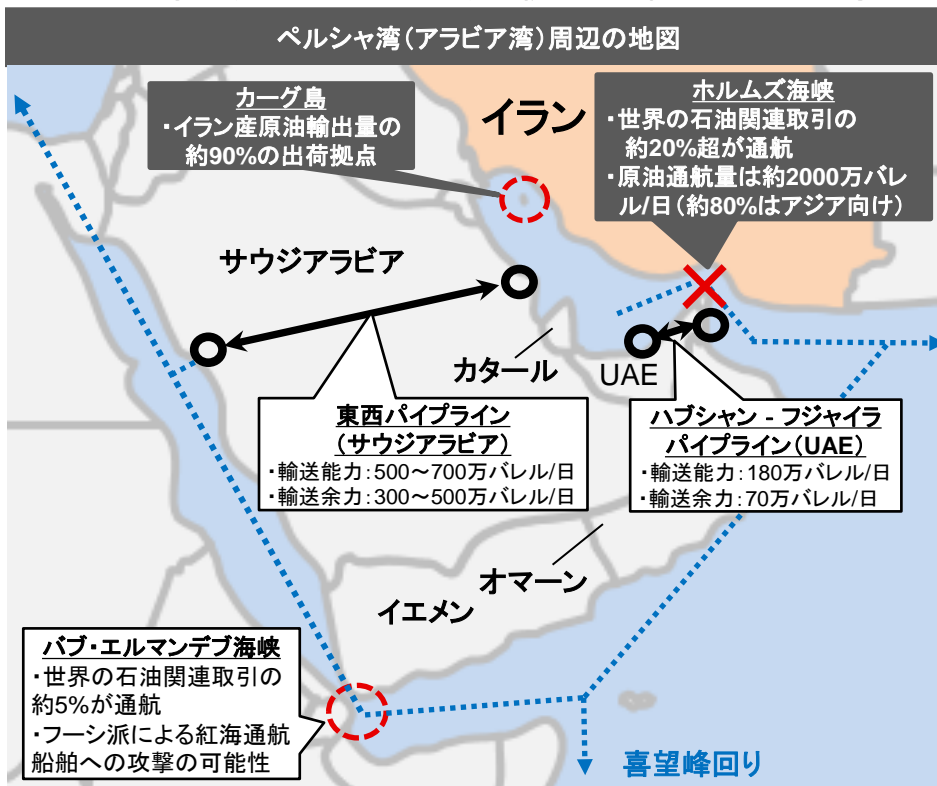 ペルシャ湾(アラビア湾)周辺の地図
カーグ島
・イラン産原油輸出量の
約90%の出荷拠点
イラン
ホルムズ海峡
・世界の石油関連取引の
約20%超が通航
・原油通航量は約2000万バレ
ル/日(約80%はアジア向け)
サウジアラビア
カタール
UAE
東西パイプライン
(サウジアラビア)
・輸送能力:500~700万バレル/日
・輸送余力:300~500万バレル/日
ハブシャン - フジャイラ
パイプライン(UAE)
・輸送能力:180万バレル/日
・輸送余力:70万バレル/日
オマーン
イエメン
バブ・エルマンデブ海峡
・世界の石油関連取引の
約5%が通航
・フーシ派による紅海通航
船舶への攻撃の可能性
喜望峰回り